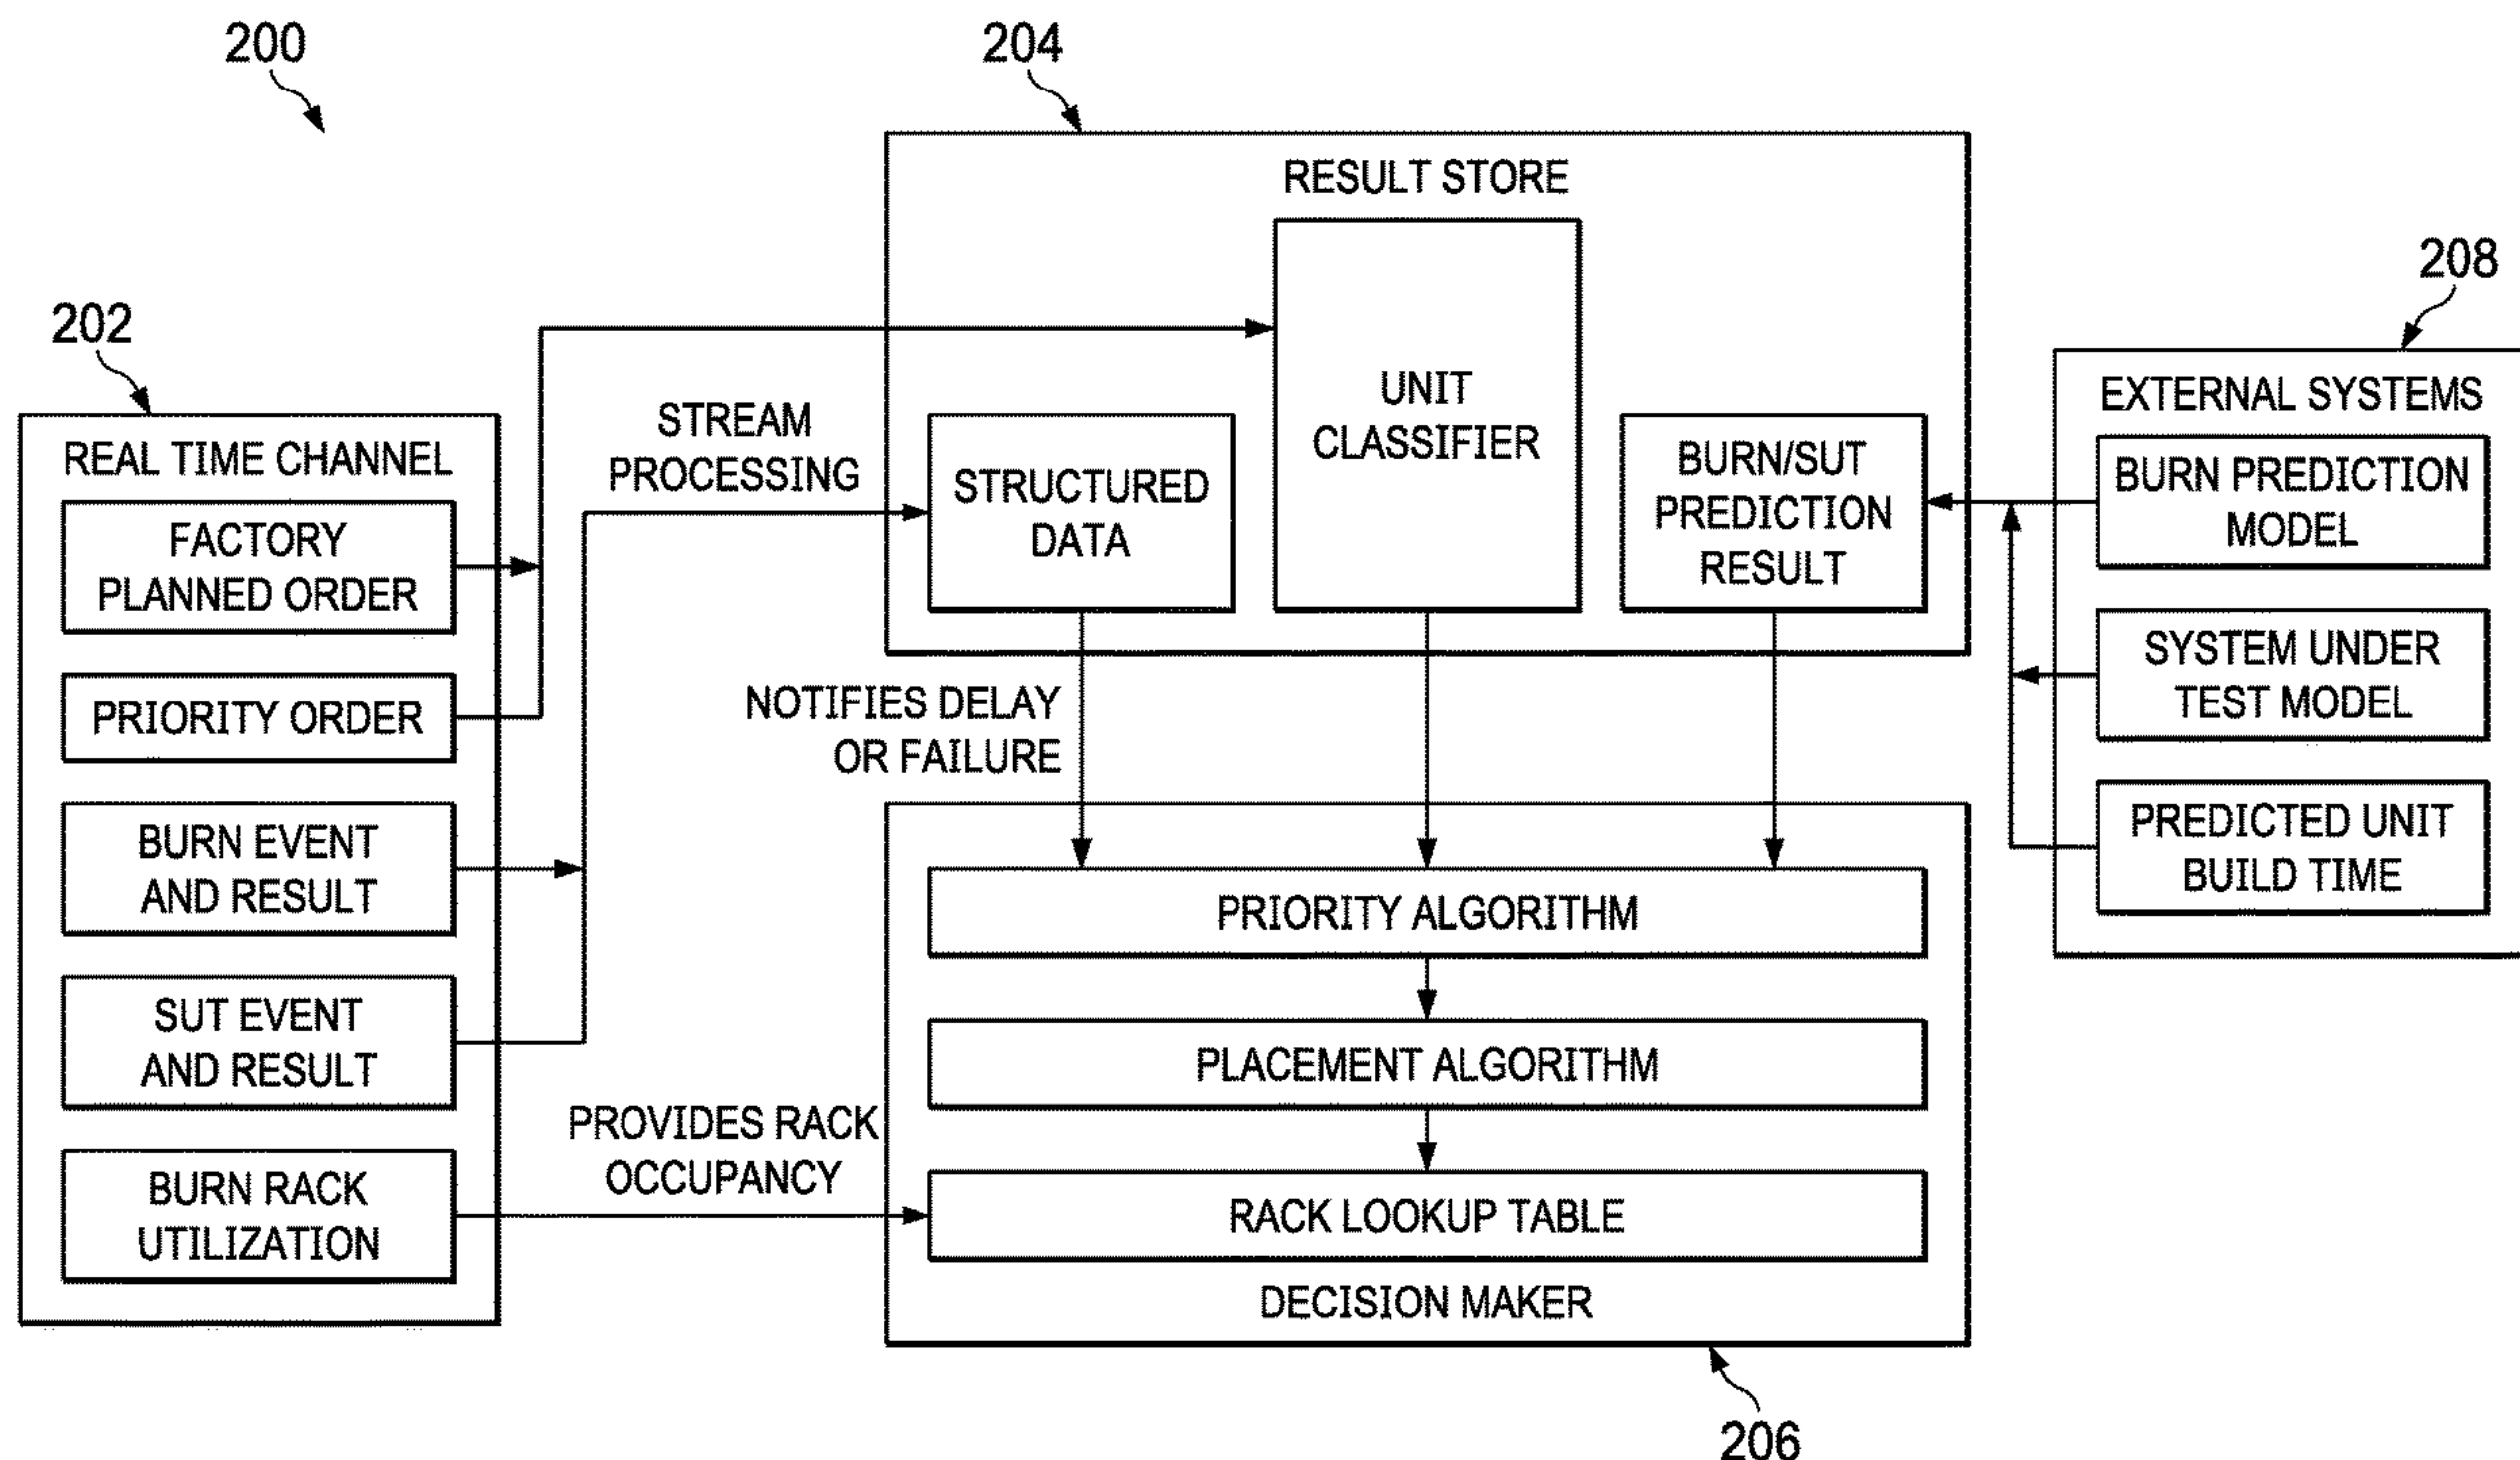 200
204
RESULT STORE
208
202
UNIT
CLASSIFIER
EXTERNAL SYSTEMS
STREAM
PROCESSING
REAL TIME CHANNEL
STRUCTURED
DATA
BURN/SUT
PREDICTION
RESULT
BURN PREDICTION
MODEL
FACTORY
PLANNED ORDER
SYSTEM UNDER
TEST MODEL
PRIORITY ORDER
NOTIFIES DELAY
OR FAILURE
PREDICTED UNIT
BUILD TIME
BURN EVENT
AND RESULT
PRIORITY ALGORITHM
SUT EVENT
AND RESULT
PLACEMENT ALGORITHM
PROVIDES RACK
OCCUPANCY
BURN RACK
UTILIZATION
RACK LOOKUP TABLE
DECISION MAKER
206